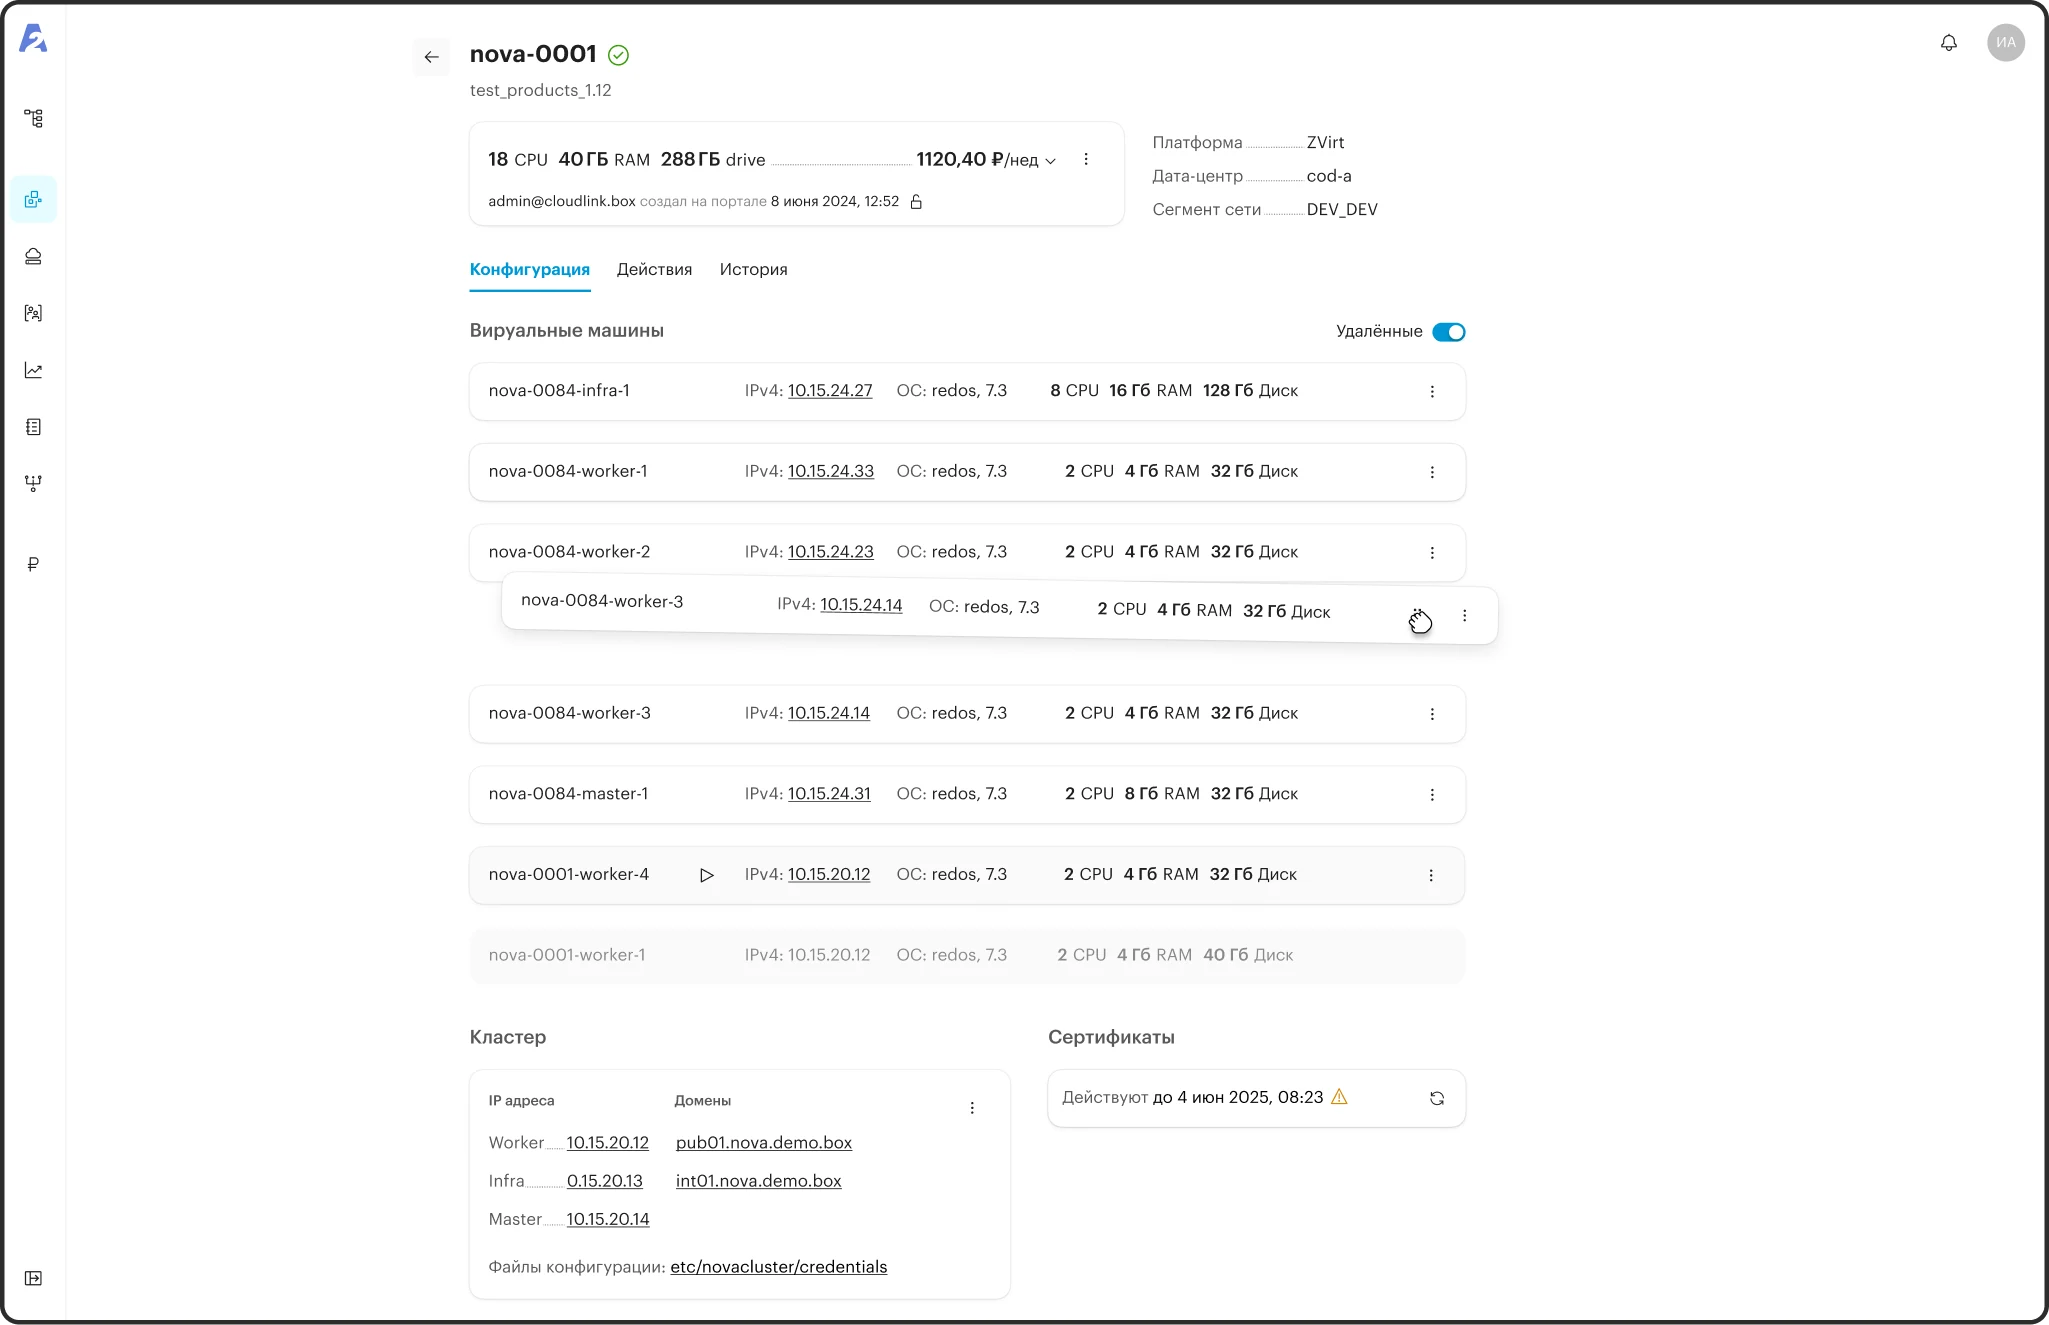 nova-0001
ИА
test_products_1.12
18 CPU 40 ГБ RAM 288 ГБ drive 1120,40 ₽/нед
admin@cloudlink.box создал на портале 8 июня 2024, 12:52
Платформа ZVirt
Дата-центр cod-a
Сегмент сети DEV_DEV
Конфигурация Действия История
Вируальные машины Удалённые
nova-0084-infra-1 IPv4: 10.15.24.27 ОС: redos, 7.3 8 CPU 16 Гб RAM 128 Гб Диск
nova-0084-worker-1 IPv4: 10.15.24.33 ОС: redos, 7.3 2 CPU 4 Гб RAM 32 Гб Диск
nova-0084-worker-2 IPv4: 10.15.24.23 ОС: redos, 7.3 2 CPU 4 Гб RAM 32 Гб Диск
nova-0084-worker-3 IPv4: 10.15.24.14 ОС: redos, 7.3 2 CPU 4 Гб RAM 32 Гб Диск
nova-0084-worker-3 IPv4: 10.15.24.14 ОС: redos, 7.3 2 CPU 4 Гб RAM 32 Гб Диск
nova-0084-master-1 IPv4: 10.15.24.31 ОС: redos, 7.3 2 CPU 8 Гб RAM 32 Гб Диск
nova-0001-worker-4 IPv4: 10.15.20.12 ОС: redos, 7.3 2 CPU 4 Гб RAM 32 Гб Диск
nova-0001-worker-1 IPv4: 10.15.20.12 ОС: redos, 7.3 2 CPU 4 Гб RAM 40 Гб Диск
Кластер
IP адреса Домены
Worker 10.15.20.12 pub01.nova.demo.box
Infra 0.15.20.13 int01.nova.demo.box
Master 10.15.20.14
Файлы конфигурации: etc/novacluster/credentials
Сертификаты
Действуют до 4 июн 2025, 08:23